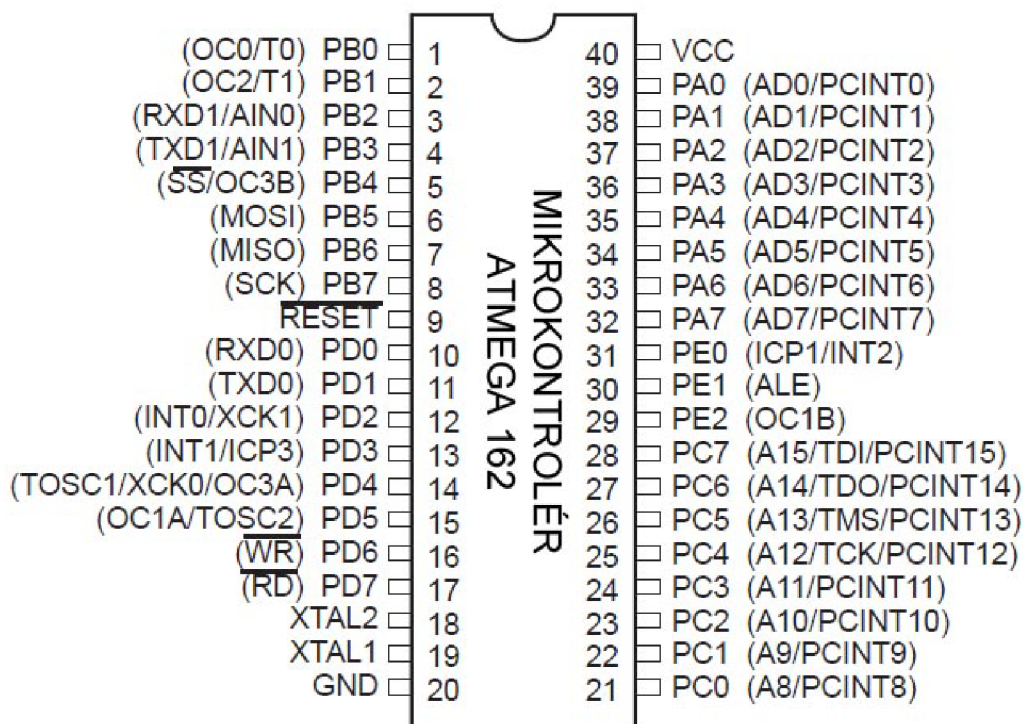 (OC0/T0) PB0 1 40 VCC
(OC2/T1) PB1 2 39 PA0 (AD0/PCINT0)
(RXD1/AIN0) PB2 3 38 PA1 (AD1/PCINT1)
(TXD1/AIN1) PB3 4 37 PA2 (AD2/PCINT2)
(SS/OC3B) PB4 5 36 PA3 (AD3/PCINT3)
(MOSI) PB5 6 35 PA4 (AD4/PCINT4)
(MISO) PB6 7 34 PA5 (AD5/PCINT5)
(SCK) PB7 8 33 PA6 (AD6/PCINT6)
RESET 9 32 PA7 (AD7/PCINT7)
(RXD0) PD0 10 31 PE0 (ICP1/INT2)
(TXD0) PD1 11 30 PE1 (ALE)
(INT0/XCK1) PD2 12 29 PE2 (OC1B)
(INT1/ICP3) PD3 13 28 PC7 (A15/TDI/PCINT15)
(TOSC1/XCK0/OC3A) PD4 14 27 PC6 (A14/TDO/PCINT14)
(OC1A/TOSC2) PD5 15 26 PC5 (A13/TMS/PCINT13)
(WR) PD6 16 25 PC4 (A12/TCK/PCINT12)
(RD) PD7 17 24 PC3 (A11/PCINT11)
XTAL2 18 23 PC2 (A10/PCINT10)
XTAL1 19 22 PC1 (A9/PCINT9)
GND 20 21 PC0 (A8/PCINT8)
MIKROKONTROLÉR
ATMEGA 162